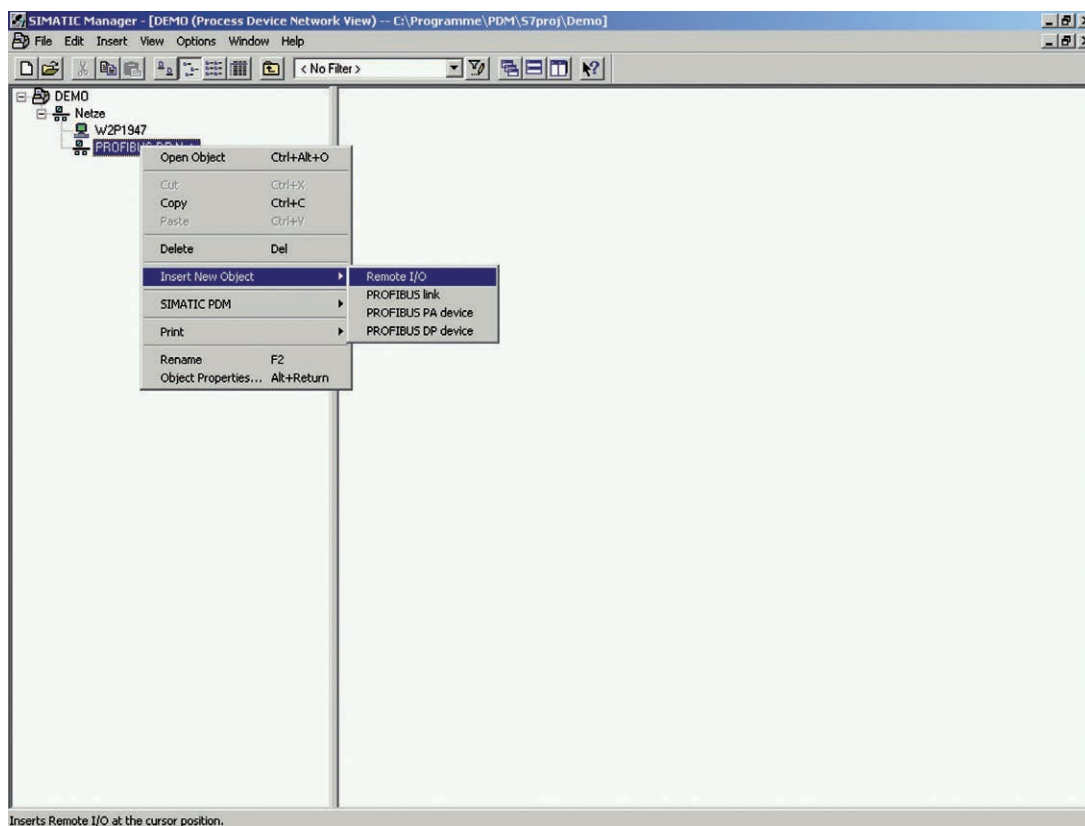 SIMATIC Manager - [DEMO (Process Device Network View) -- C:\Programme\PDM\S7proj\Demo]
File Edit Insert View Options Window Help
< No Filter >
DEMO
Netze
W2P1947
Open Object Ctrl+Alt+O
Cut Ctrl+X
Copy Ctrl+C
Paste Ctrl+V
Delete Del
Insert New Object
Remote I/O
PROFIBUS link
SIMATIC PDM
PROFIBUS PA device
Print
PROFIBUS DP device
Rename F2
Object Properties... Alt+Return
Inserts Remote I/O at the cursor position.